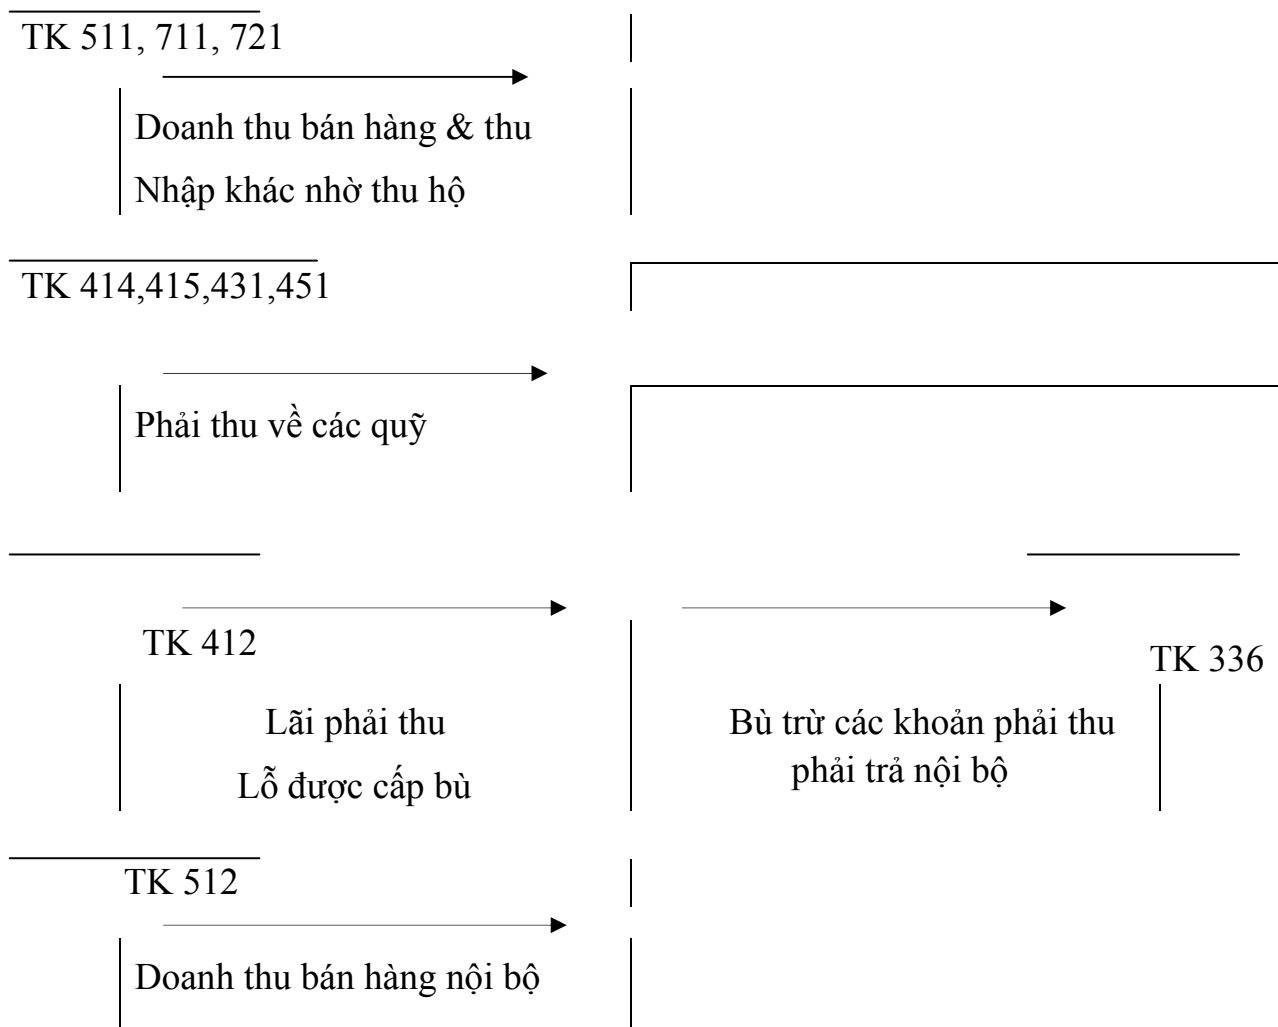 TK 511, 711, 721
Doanh thu bán hàng & thu
Nhập khác nhờ thu hộ
TK 414,415,431,451
Phải thu về các quỹ
TK 412
TK 336
Lãi phải thu
Lỗ được cấp bù
Bù trừ các khoản phải thu
phải trả nội bộ
TK 512
Doanh thu bán hàng nội bộ